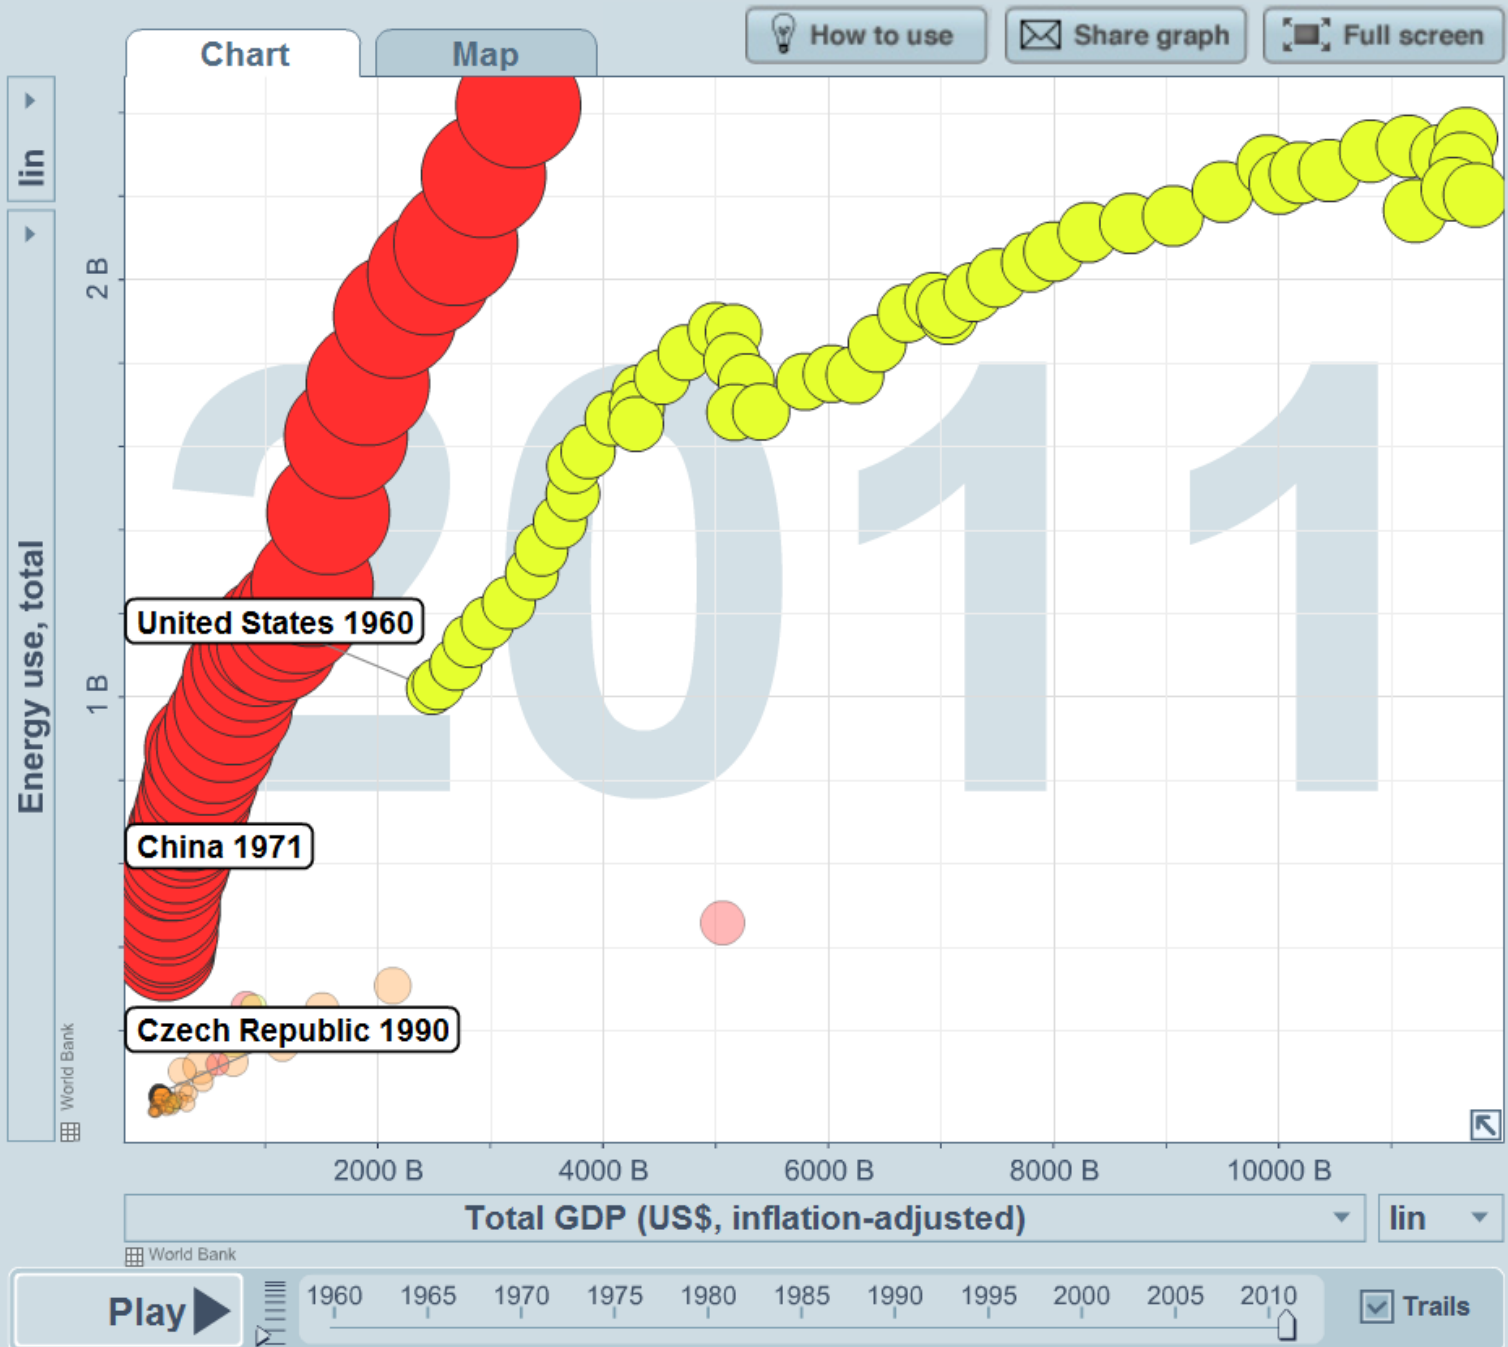 Chart
Map
How to use
Share graph
Full screen
lin
Energy use, total
2 B
1 B
2011
United States 1960
China 1971
Czech Republic 1990
World Bank
2000 B
4000 B
6000 B
8000 B
10000 B
Total GDP (US$, inflation-adjusted)
lin
World Bank
Play
1960 1965 1970 1975 1980 1985 1990 1995 2000 2005 2010
Trails